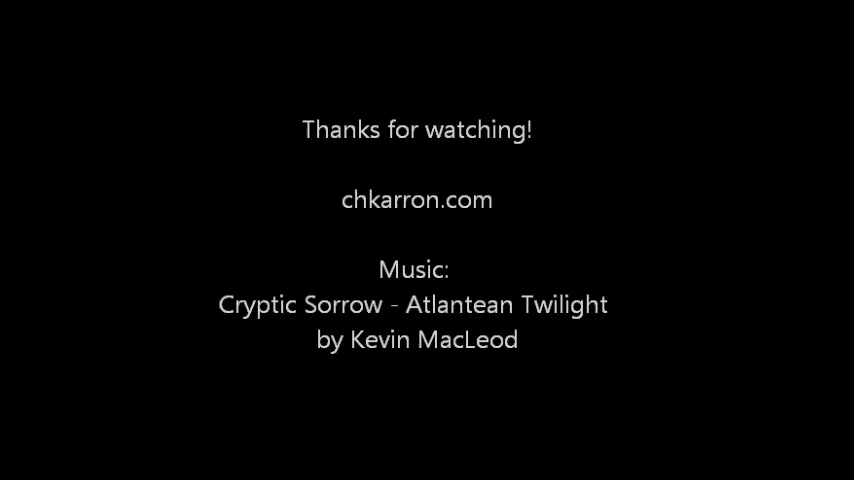 Thanks for watching!
chkarron.com
Music:
Cryptic Sorrow - Atlantean Twilight
by Kevin MacLeod